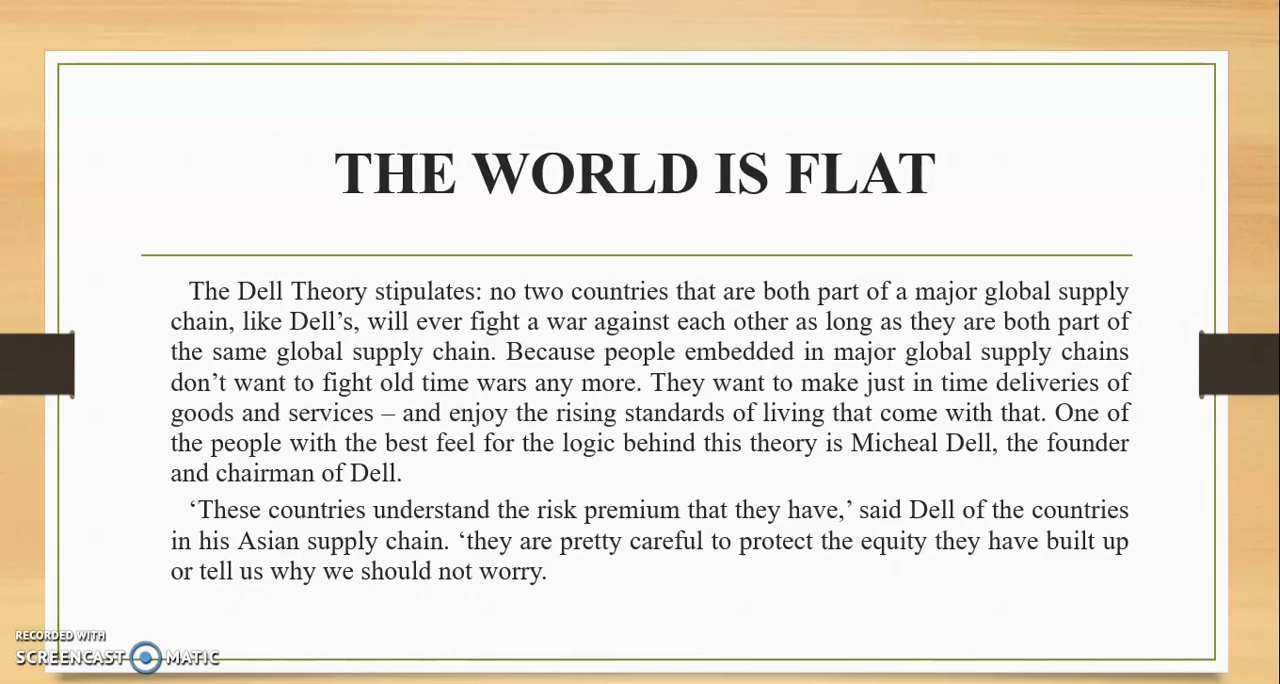 THE WORLD IS FLAT
The Dell Theory stipulates: no two countries that are both part of a major global supply
chain, like Dell’s, will ever fight a war against each other as long as they are both part of
the same global supply chain. Because people embedded in major global supply chains
don’t want to fight old time wars any more. They want to make just in time deliveries of
goods and services – and enjoy the rising standards of living that come with that. One of
the people with the best feel for the logic behind this theory is Micheal Dell, the founder
and chairman of Dell.
‘These countries understand the risk premium that they have,’ said Dell of the countries
in his Asian supply chain. ‘they are pretty careful to protect the equity they have built up
or tell us why we should not worry.
RECORDED WITH
SCREENCAST MATIC